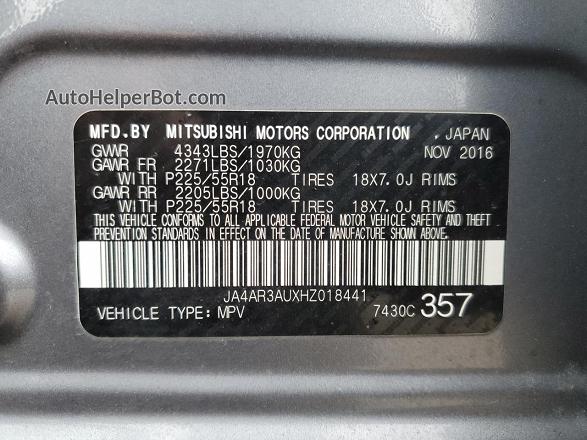 AutoHelperBot.com
MFD.BY MITSUBISHI MOTORS CORPORATION . JAPAN
GVWR 4343LBS/1970KG NOV 2016
GAWR FR 2271LBS/1030KG
WITH P225/55R18 TIRES 18X7.0J RIMS
GAWR RR 2205LBS/1000KG
WITH P225/55R18 TIRES 18X7.0J RIMS
THIS VEHICLE CONFORMS TO ALL APPLICABLE FEDERAL MOTOR VEHICLE SAFETY AND THEFT
PREVENTION STANDARDS IN EFFECT ON THE DATE OF MANUFACTURE SHOWN ABOVE.
JA4AR3AUXHZ018441
VEHICLE TYPE:MPV 7430C 357